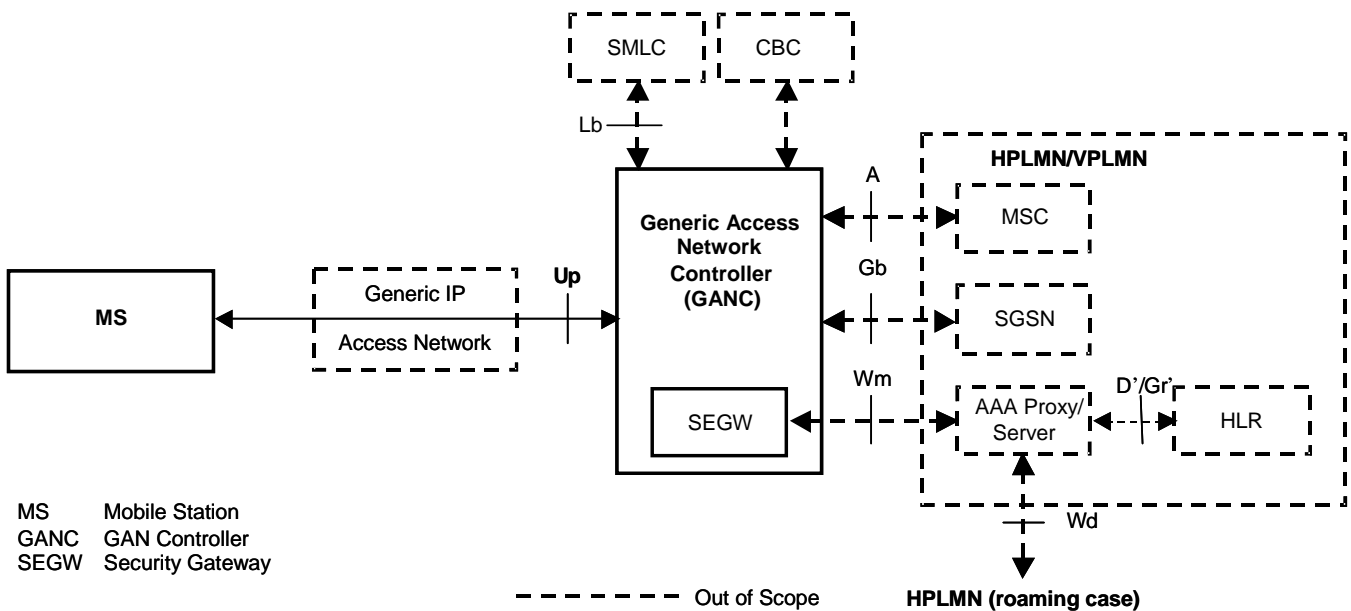 SMLC
CBC
Lb
HPLMN/VPLMN
A
MSC
Generic Access
Network
Controller
(GANC)
Gb
Up
Generic IP
MS
SGSN
Access Network
Wm
D’/Gr’
SEGW
AAA Proxy/
Server
HLR
MS Mobile Station
GANC GAN Controller
SEGW Security Gateway
Wd
Out of Scope
HPLMN (roaming case)